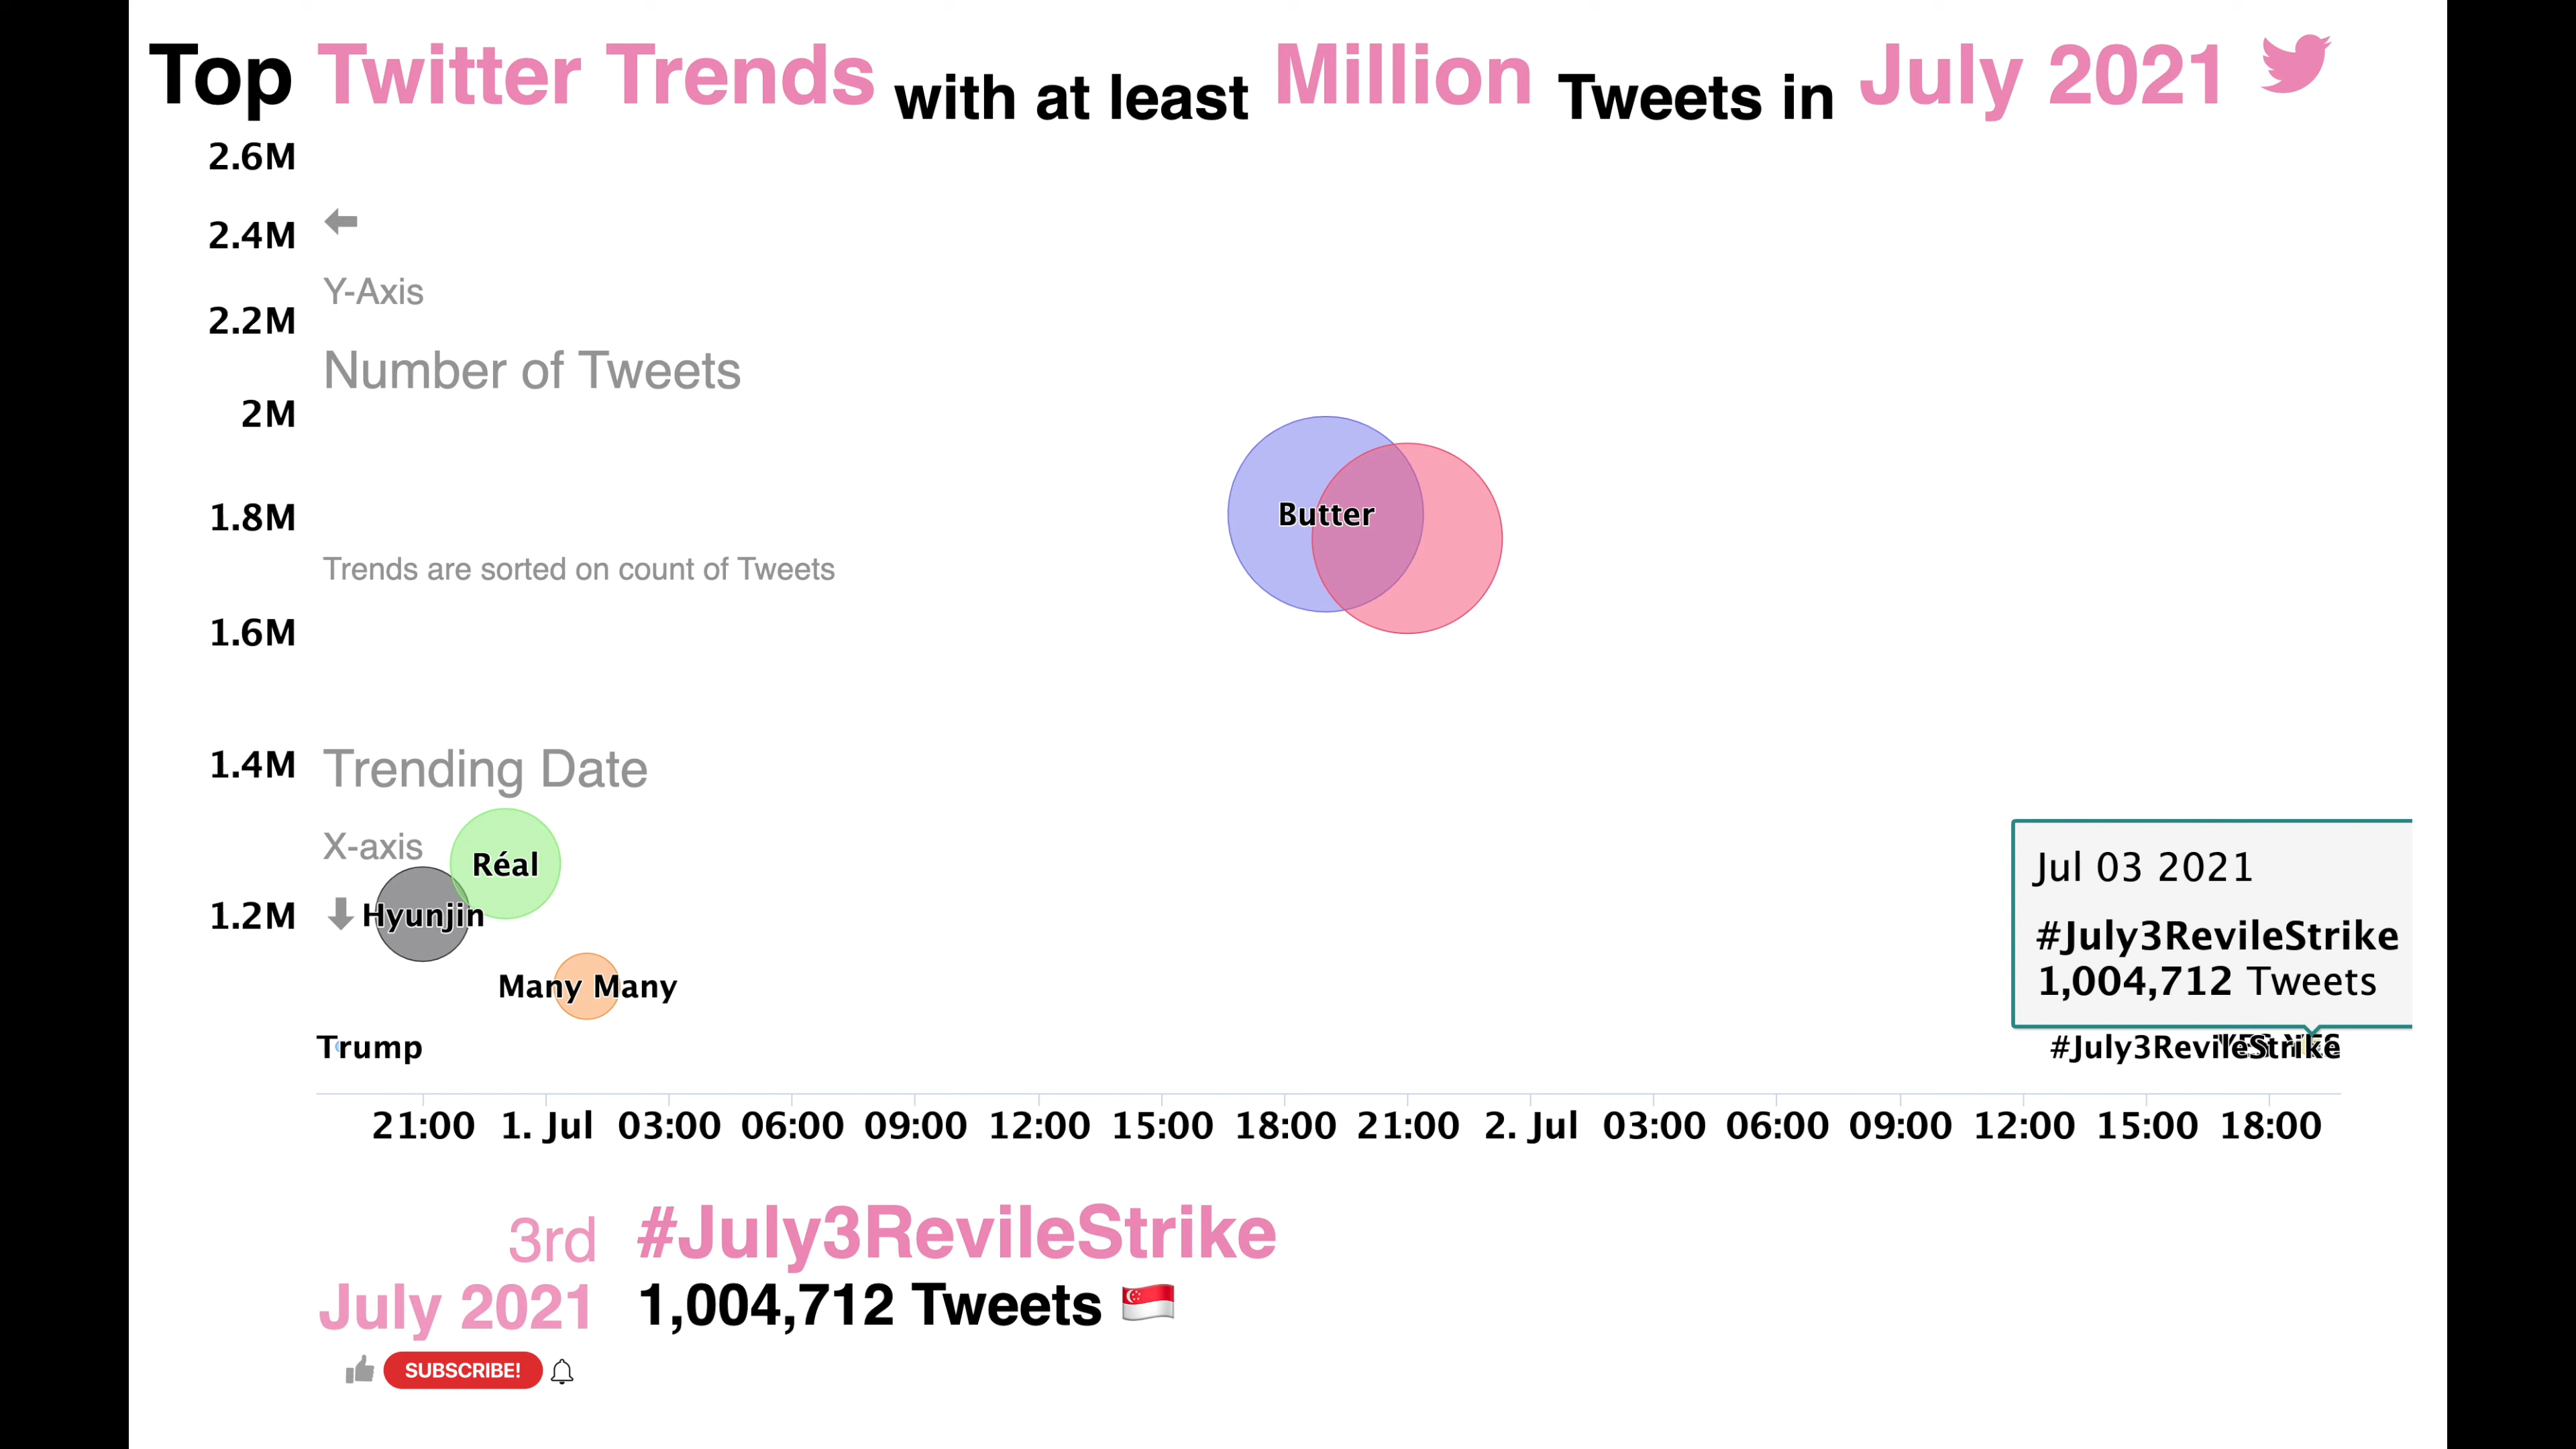 Top Twitter Trends with at least Million Tweets in July 2021
2.6M
2.4M
Y-Axis
2.2M
Number of Tweets
2M
Butter
1.8M
Trends are sorted on count of Tweets
1.6M
1.4M
Trending Date
X-axis
Réal
1.2M
Hyunjin
Many Many
Jul 03 2021
#July3RevileStrike
1,004,712 Tweets
Trump
#July3RevileStrike
21:00 1. Jul 03:00 06:00 09:00 12:00 15:00 18:00 21:00 2. Jul 03:00 06:00 09:00 12:00 15:00 18:00
3rd
July 2021
#July3RevileStrike
1,004,712 Tweets
SUBSCRIBE!